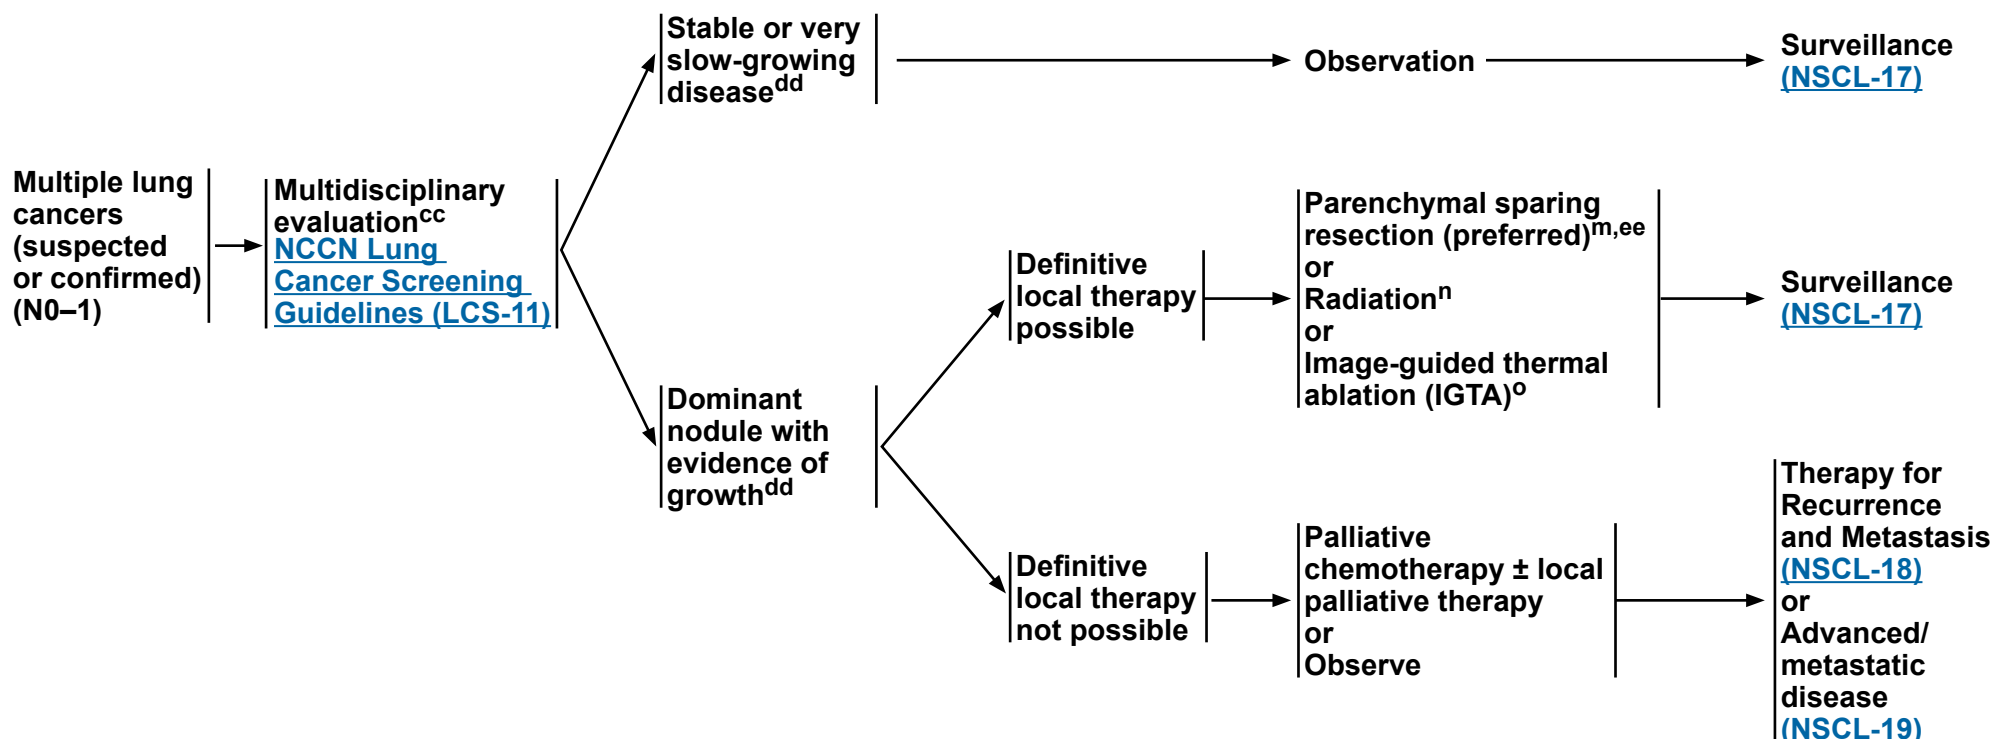 Multiple lung
cancers
(suspected
or confirmed)
(N0–1)
Multidisciplinary
evaluationcc
NCCN Lung
Cancer Screening
Guidelines (LCS-11)
Stable or very
slow-growing
diseasedd
Observation
Surveillance
(NSCL-17)
Dominant
nodule with
evidence of
growthdd
Definitive
local therapy
possible
Parenchymal sparing
resection (preferred)m,ee
or
Radiationn
or
Image-guided thermal
ablation (IGTA)o
Surveillance
(NSCL-17)
Definitive
local therapy
not possible
Palliative
chemotherapy ± local
palliative therapy
or
Observe
Therapy for
Recurrence
and Metastasis
(NSCL-18)
or
Advanced/
metastatic
disease
(NSCL-19)